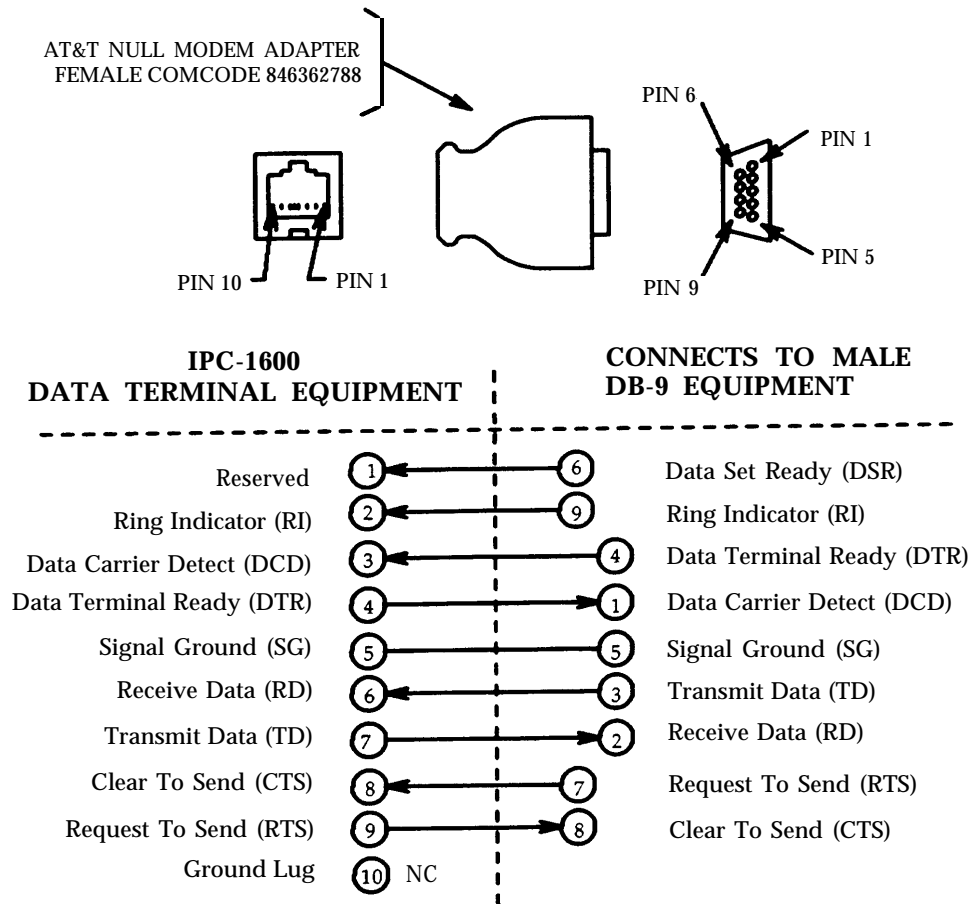 AT&T NULL MODEM ADAPTER
FEMALE COMCODE 846362788
PIN 6
PIN 1
PIN 10
PIN 1
PIN 5
PIN 9
IPC-1600
DATA TERMINAL EQUIPMENT
CONNECTS TO MALE
DB-9 EQUIPMENT
Reserved 1 6 Data Set Ready (DSR)
Ring Indicator (RI) 2 9 Ring Indicator (RI)
Data Carrier Detect (DCD) 3 4 Data Terminal Ready (DTR)
Data Terminal Ready (DTR) 4 1 Data Carrier Detect (DCD)
Signal Ground (SG) 5 5 Signal Ground (SG)
Receive Data (RD) 6 3 Transmit Data (TD)
Transmit Data (TD) 7 2 Receive Data (RD)
Clear To Send (CTS) 8 7 Request To Send (RTS)
Request To Send (RTS) 9 8 Clear To Send (CTS)
Ground Lug 10 NC